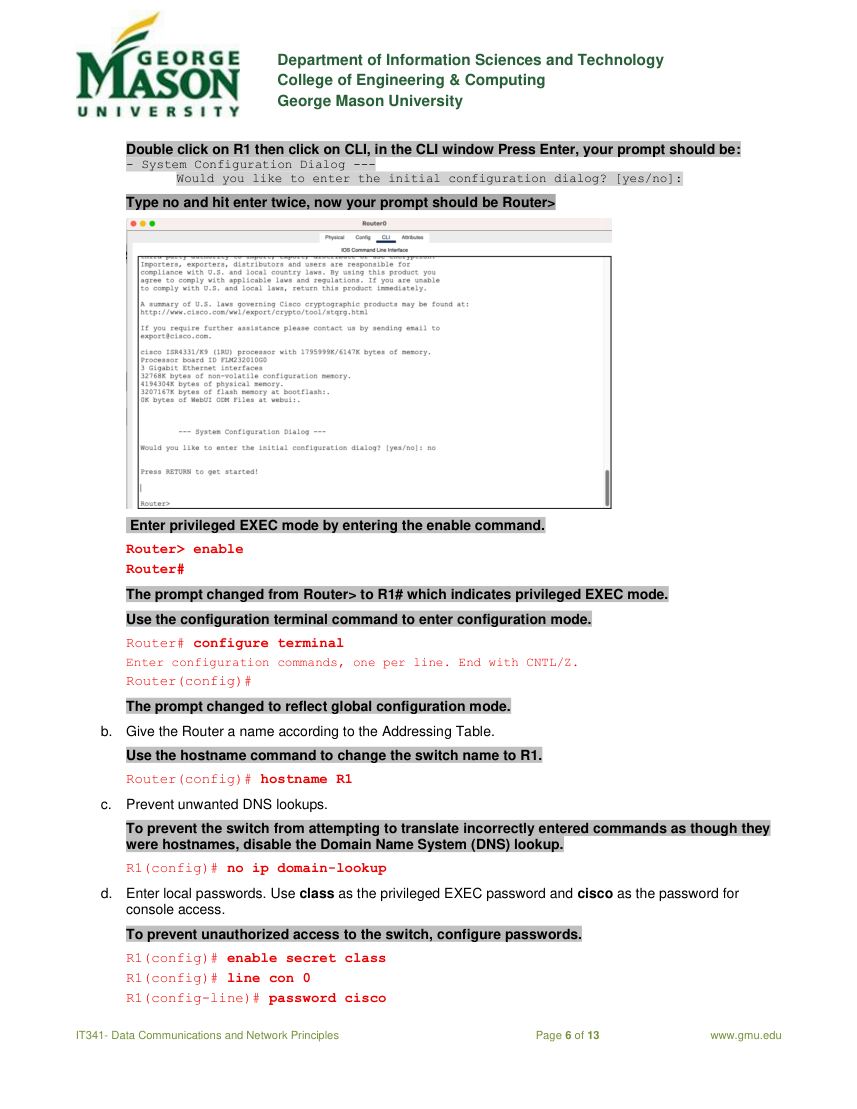 GEORGE
MASON
UNIVERSITY
Department of Information Sciences and Technology
College of Engineering & Computing
George Mason University
Double click on R1 then click on CLI, in the CLI window Press Enter, your prompt should be:
- System Configuration Dialog ---
Would you like to enter the initial configuration dialog? [yes/no]:
Type no and hit enter twice, now your prompt should be Router>
Router0
Physical Config CLI Attributes
IOS Command Line Interface
third party authority to import, export, distribute or use encryption.
Importers, exporters, distributors and users are responsible for
compliance with U.S. and local country laws. By using this product you
agree to comply with applicable laws and regulations. If you are unable
to comply with U.S. and local laws, return this product immediately.
A summary of U.S. laws governing Cisco cryptographic products may be found at:
http://www.cisco.com/wwl/export/crypto/tool/stqrg.html
If you require further assistance please contact us by sending email to
export@cisco.com.
cisco ISR4331/K9 (1RU) processor with 1795999K/6147K bytes of memory.
Processor board ID FLM232010G0
3 Gigabit Ethernet interfaces
32768K bytes of non-volatile configuration memory.
4194304K bytes of physical memory.
3207167K bytes of flash memory at bootflash:.
0K bytes of WebUI ODM Files at webui:.
--- System Configuration Dialog ---
Would you like to enter the initial configuration dialog? [yes/no]: no
Press RETURN to get started!
Router>
Enter privileged EXEC mode by entering the enable command.
Router> enable
Router#
The prompt changed from Router> to R1# which indicates privileged EXEC mode.
Use the configuration terminal command to enter configuration mode.
Router# configure terminal
Enter configuration commands, one per line. End with CNTL/Z.
Router(config)#
The prompt changed to reflect global configuration mode.
b. Give the Router a name according to the Addressing Table.
Use the hostname command to change the switch name to R1.
Router(config)# hostname R1
c. Prevent unwanted DNS lookups.
To prevent the switch from attempting to translate incorrectly entered commands as though they
were hostnames, disable the Domain Name System (DNS) lookup.
R1(config)# no ip domain-lookup
d. Enter local passwords. Use class as the privileged EXEC password and cisco as the password for
console access.
To prevent unauthorized access to the switch, configure passwords.
R1(config)# enable secret class
R1(config)# line con 0
R1(config-line)# password cisco
IT341- Data Communications and Network Principles Page 6 of 13 www.gmu.edu